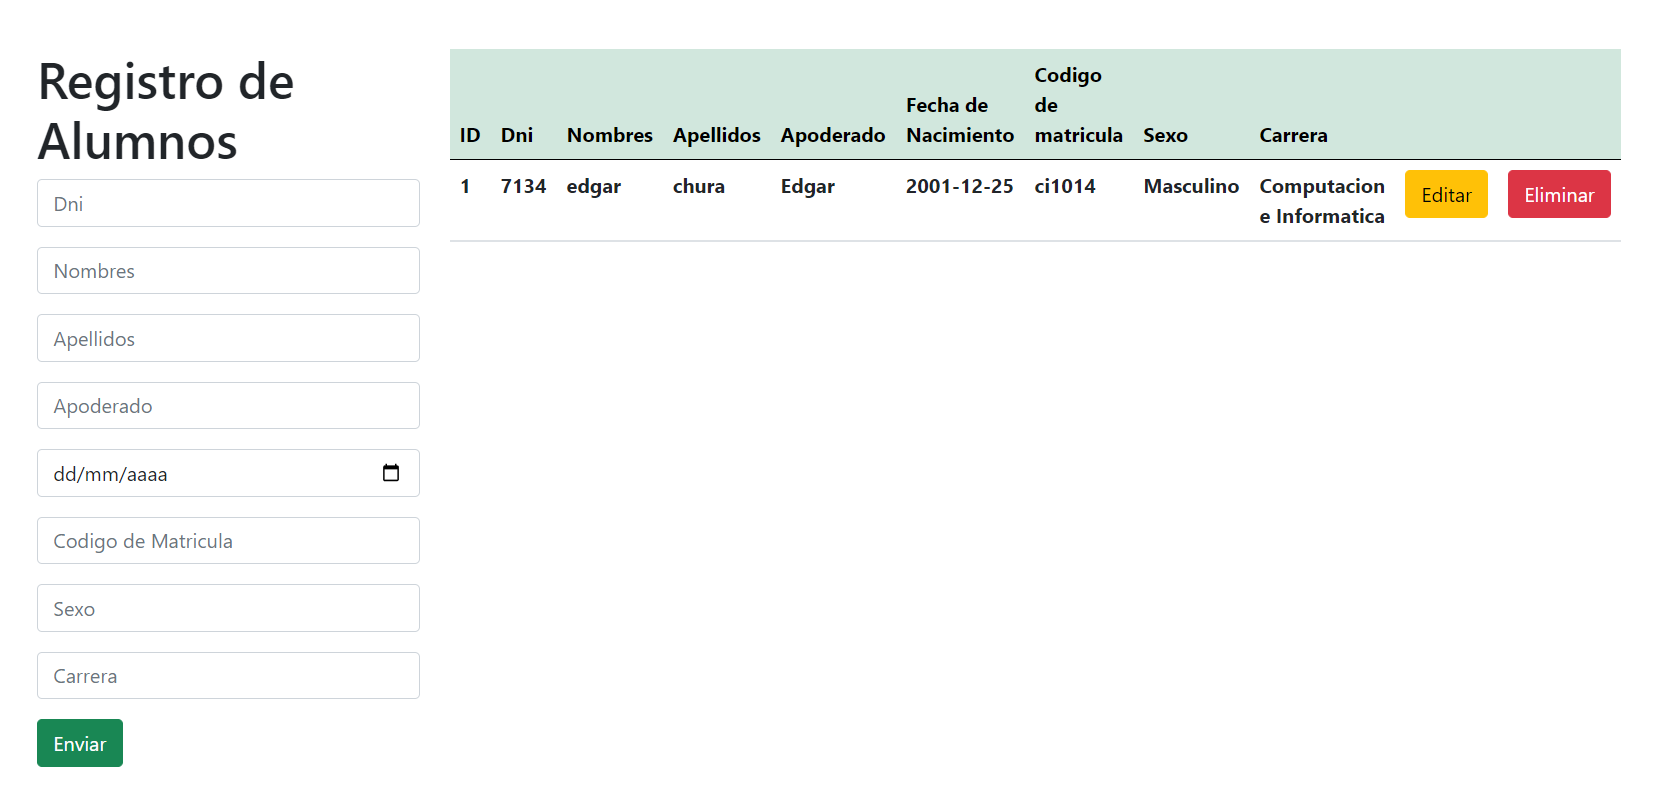 Registro de
Alumnos
Dni
Nombres
Apellidos
Apoderado
dd/mm/aaaa
Codigo de Matricula
Sexo
Carrera
Enviar
ID Dni Nombres Apellidos Apoderado Fecha de Nacimiento Codigo de matricula Sexo Carrera
1 7134 edgar chura Edgar 2001-12-25 ci1014 Masculino Computacion e Informatica Editar Eliminar